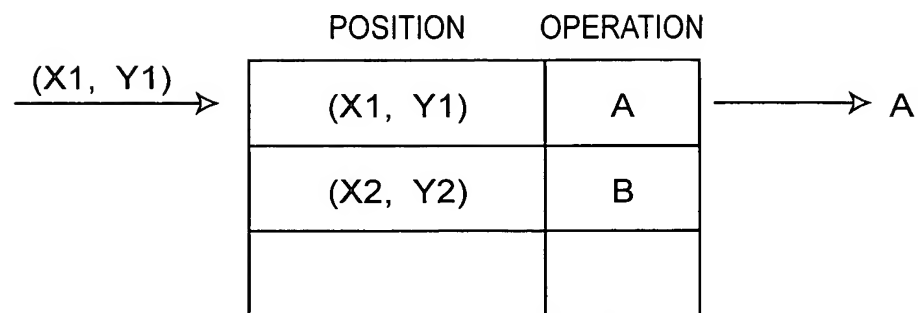 POSITION OPERATION
(X1, Y1) (X1, Y1) A A
(X2, Y2) B